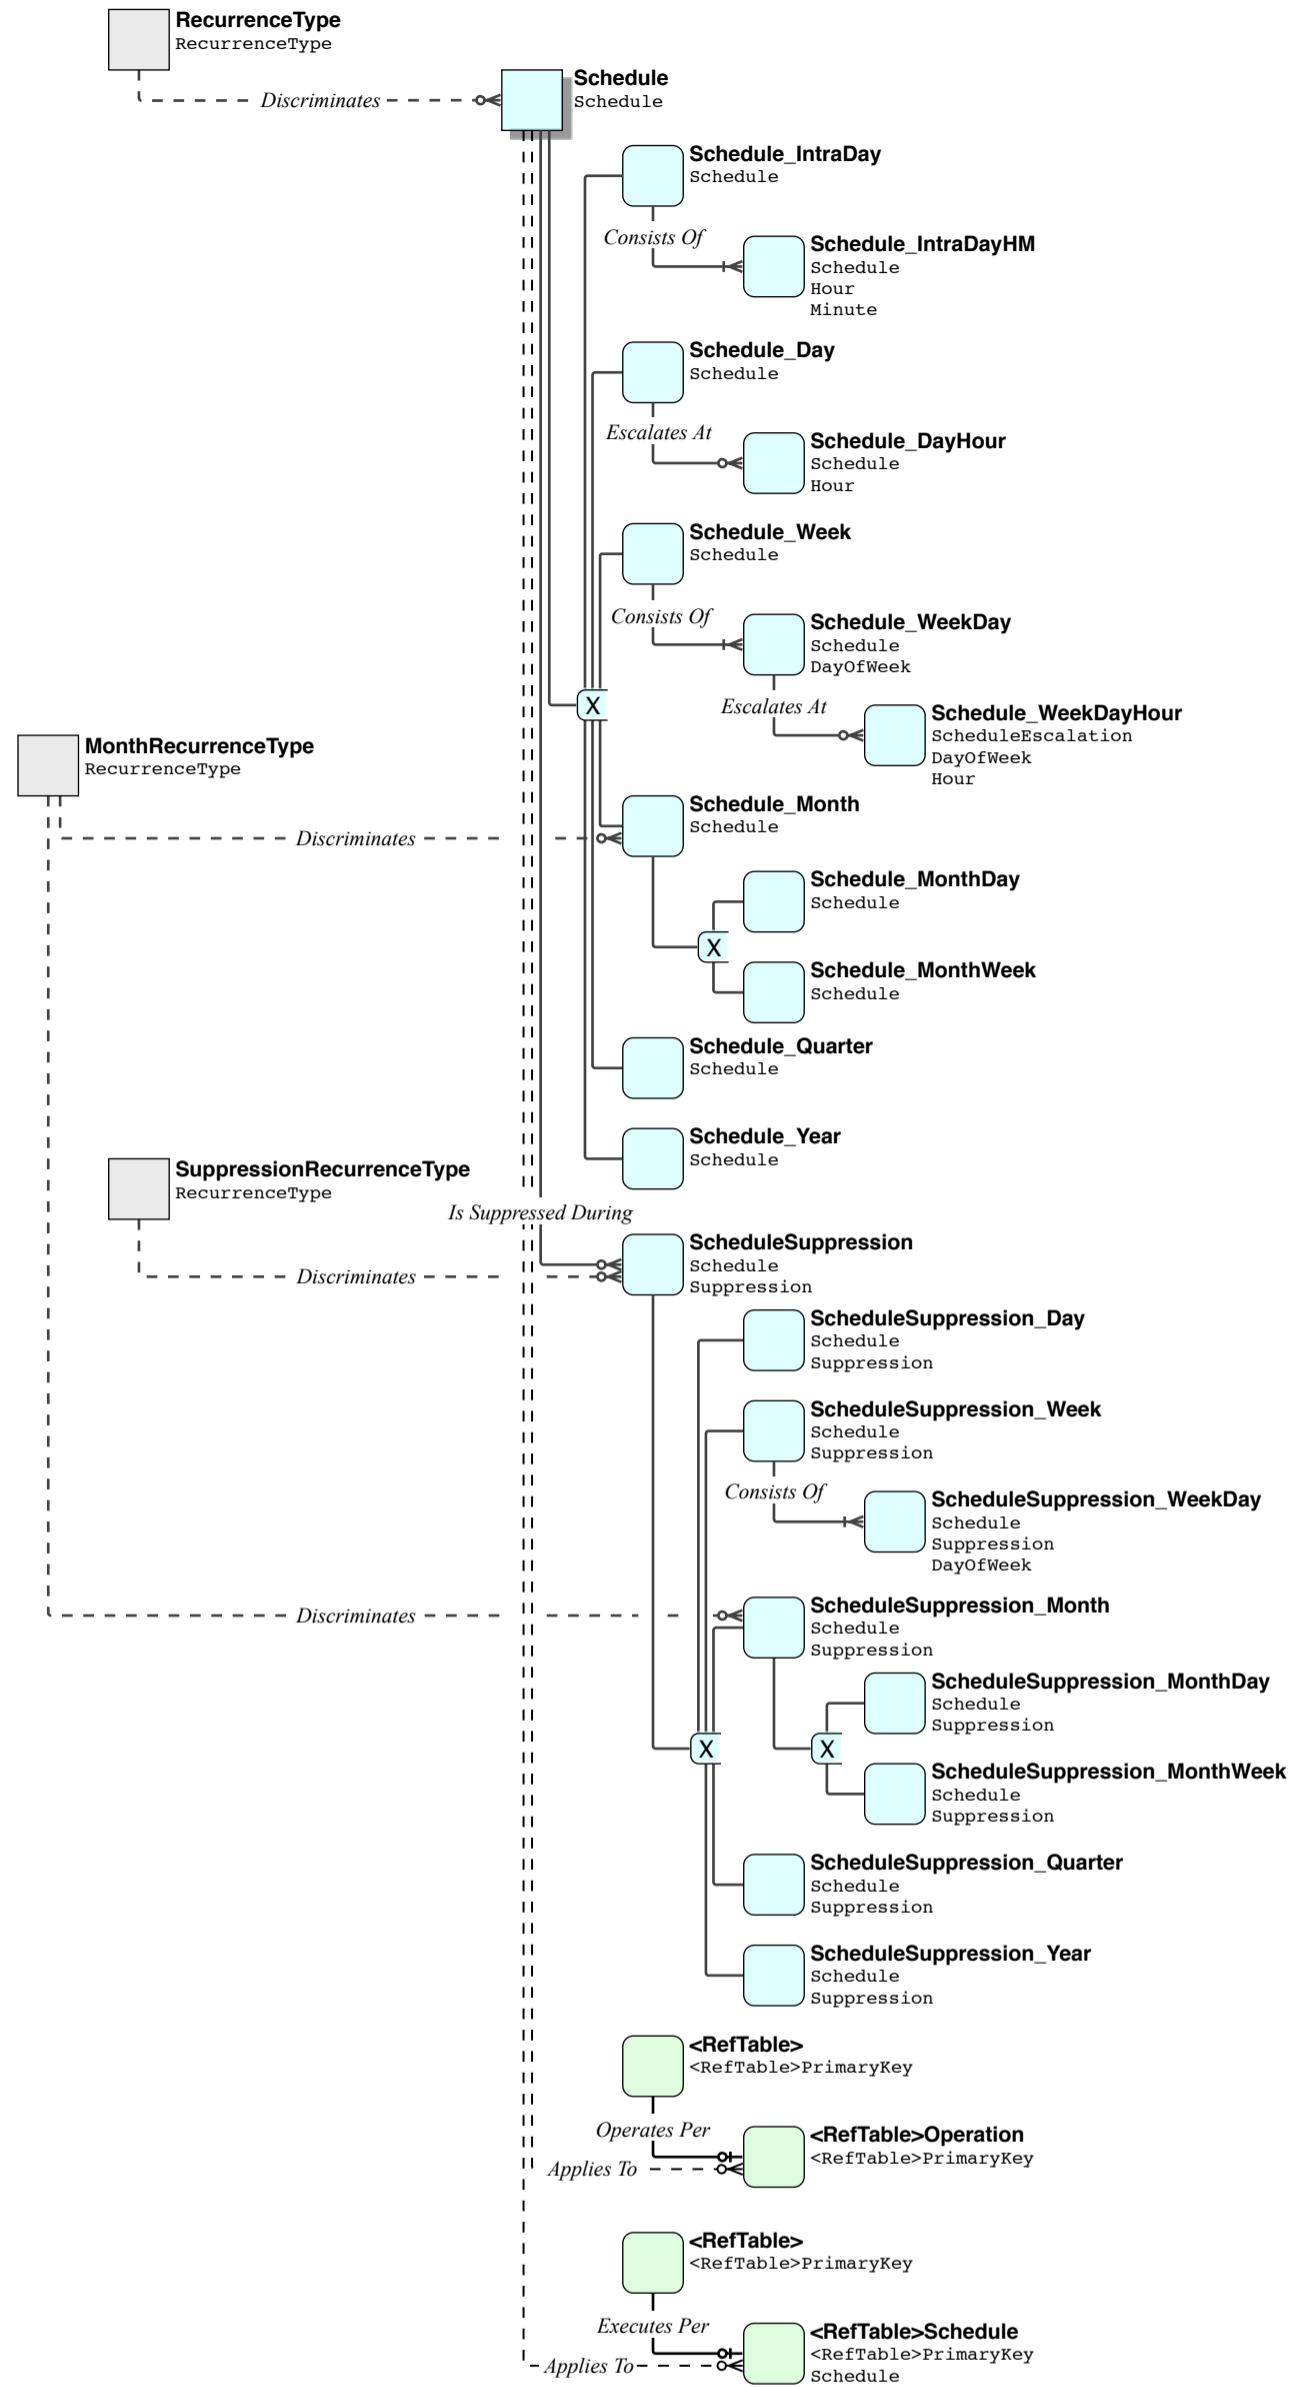 RecurrenceType
RecurrenceType
Discriminates
Schedule
Schedule
Schedule_IntraDay
Schedule
Consists Of
Schedule_IntraDayHM
Schedule
Hour
Minute
Schedule_Day
Schedule
Escalates At
Schedule_DayHour
Schedule
Hour
Schedule_Week
Schedule
Consists Of
Schedule_WeekDay
Schedule
DayOfWeek
Escalates At
X
Schedule_WeekDayHour
ScheduleEscalation
DayOfWeek
Hour
MonthRecurrenceType
RecurrenceType
Discriminates
Schedule_Month
Schedule
Schedule_MonthDay
Schedule
X
Schedule_MonthWeek
Schedule
Schedule_Quarter
Schedule
Schedule_Year
Schedule
SuppressionRecurrenceType
RecurrenceType
Is Suppressed During
Discriminates
ScheduleSuppression
Schedule
Suppression
ScheduleSuppression_Day
Schedule
Suppression
ScheduleSuppression_Week
Schedule
Suppression
Consists Of
ScheduleSuppression_WeekDay
Schedule
Suppression
DayOfWeek
Discriminates
ScheduleSuppression_Month
Schedule
Suppression
ScheduleSuppression_MonthDay
Schedule
Suppression
X
X
ScheduleSuppression_MonthWeek
Schedule
Suppression
ScheduleSuppression_Quarter
Schedule
Suppression
ScheduleSuppression_Year
Schedule
Suppression
<RefTable>
<RefTable>PrimaryKey
Operates Per
<RefTable>Operation
<RefTable>PrimaryKey
Applies To
<RefTable>
<RefTable>PrimaryKey
Executes Per
<RefTable>Schedule
<RefTable>PrimaryKey
Schedule
Applies To